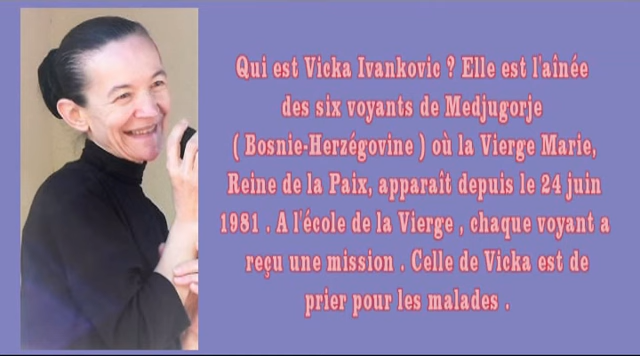 Qui est Vicka Ivankovic ? Elle est l'aînée
des six voyants de Medjugorje
( Bosnie-Herzégovine ) où la Vierge Marie,
Reine de la Paix, apparaît depuis le 24 juin
1981 . A l'école de la Vierge , chaque voyant a
reçu une mission . Celle de Vicka est de
prier pour les malades .